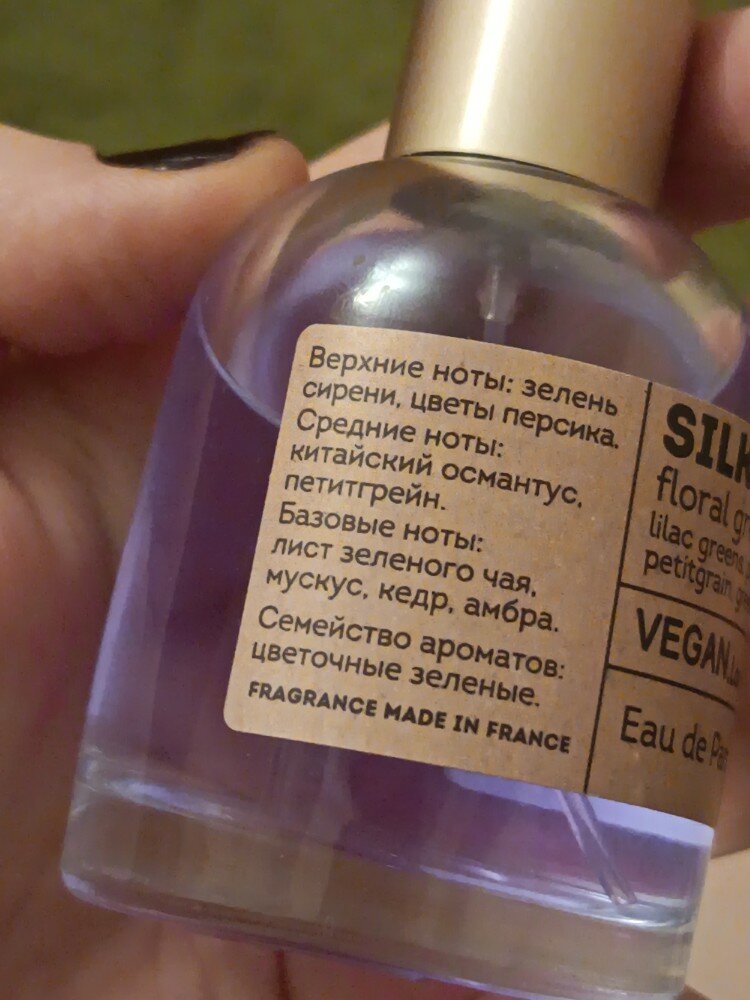 Верхние ноты: зелень
сирени, цветы персика.
Средние ноты:
китайский османтус,
петитгрейн.
Базовые ноты:
лист зеленого чая,
мускус, кедр, амбра.
Семейство ароматов:
цветочные зеленые.
FRAGRANCE MADE IN FRANCE
SILK
floral
lilac greens,
petitgrain,
VEGAN.
Eau de